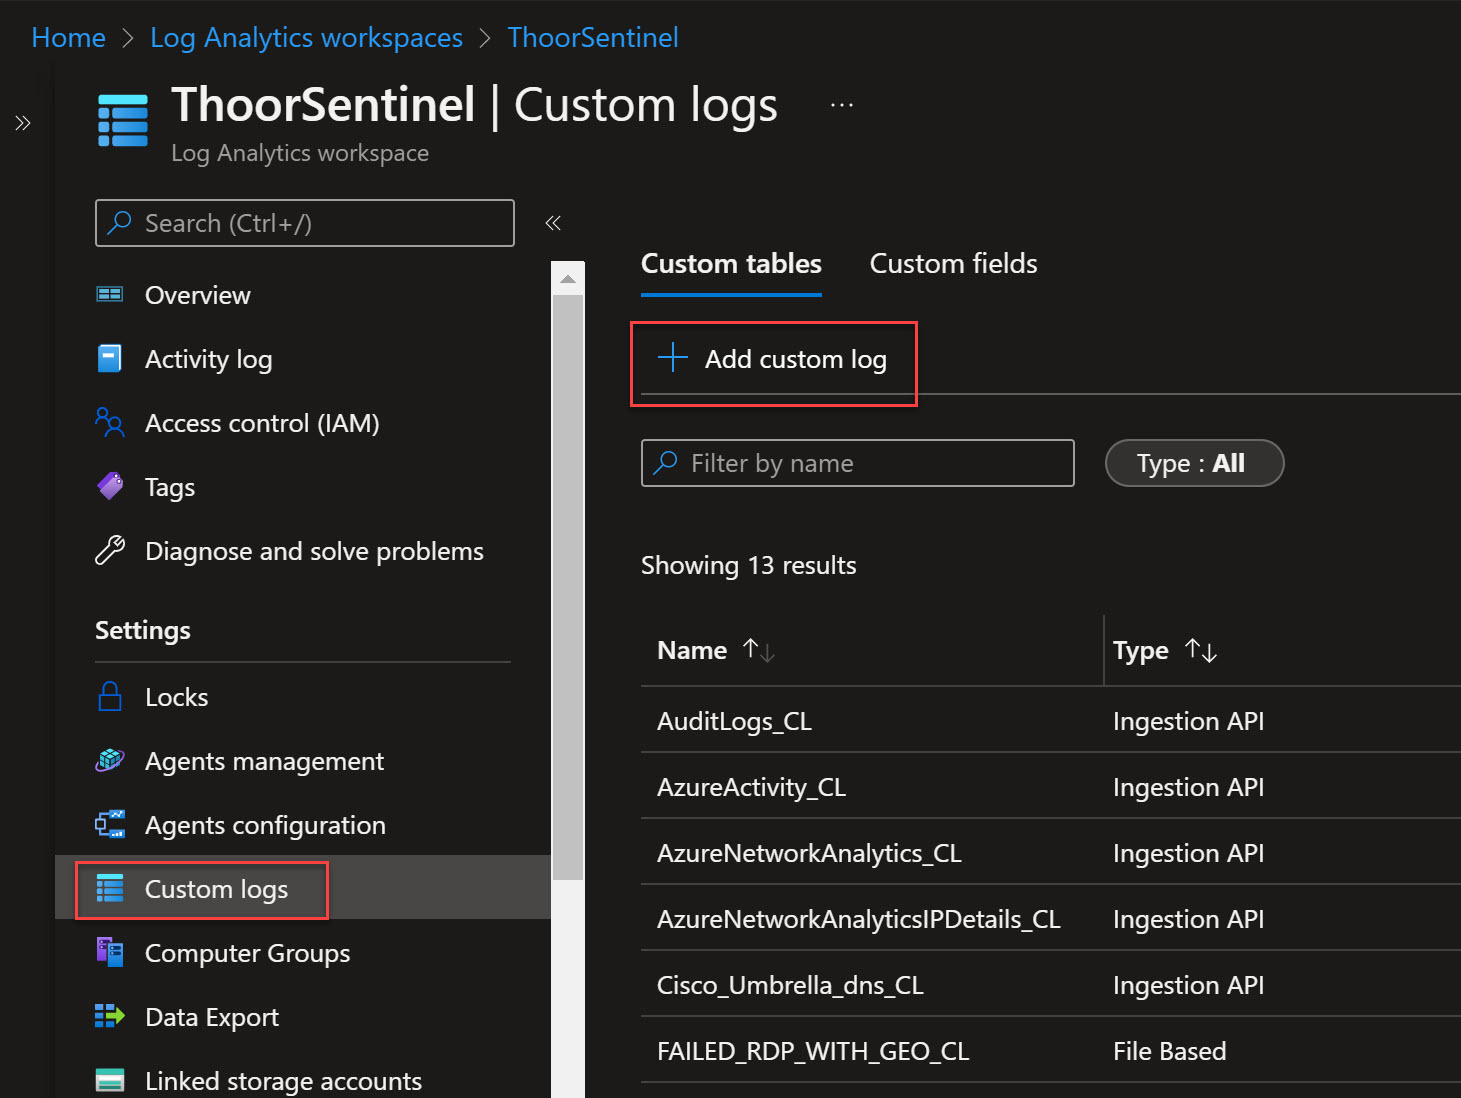 Home > Log Analytics workspaces > ThoorSentinel
ThoorSentinel | Custom logs ...
Log Analytics workspace
Search (Ctrl+/)
Overview
Activity log
Access control (IAM)
Tags
Diagnose and solve problems
Settings
Locks
Agents management
Agents configuration
Custom logs
Computer Groups
Data Export
Linked storage accounts
Custom tables Custom fields
Add custom log
Filter by name Type : All
Showing 13 results
Name Type
AuditLogs_CL Ingestion API
AzureActivity_CL Ingestion API
AzureNetworkAnalytics_CL Ingestion API
AzureNetworkAnalyticsIPDetails_CL Ingestion API
Cisco_Umbrella_dns_CL Ingestion API
FAILED_RDP_WITH_GEO_CL File Based